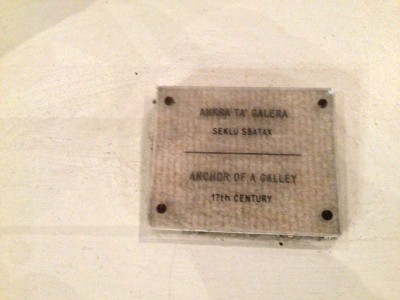 ANKRA TA' GALERA
SEKLU SBATAX
ANCHOR OF A GALLEY
17th CENTURY